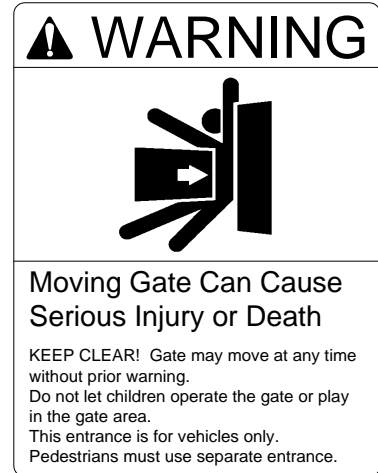 WARNING
Moving Gate Can Cause
Serious Injury or Death
KEEP CLEAR!  Gate may move at any time
without prior warning.
Do not let children operate the gate or play
in the gate area.
This entrance is for vehicles only.
Pedestrians must use separate entrance.